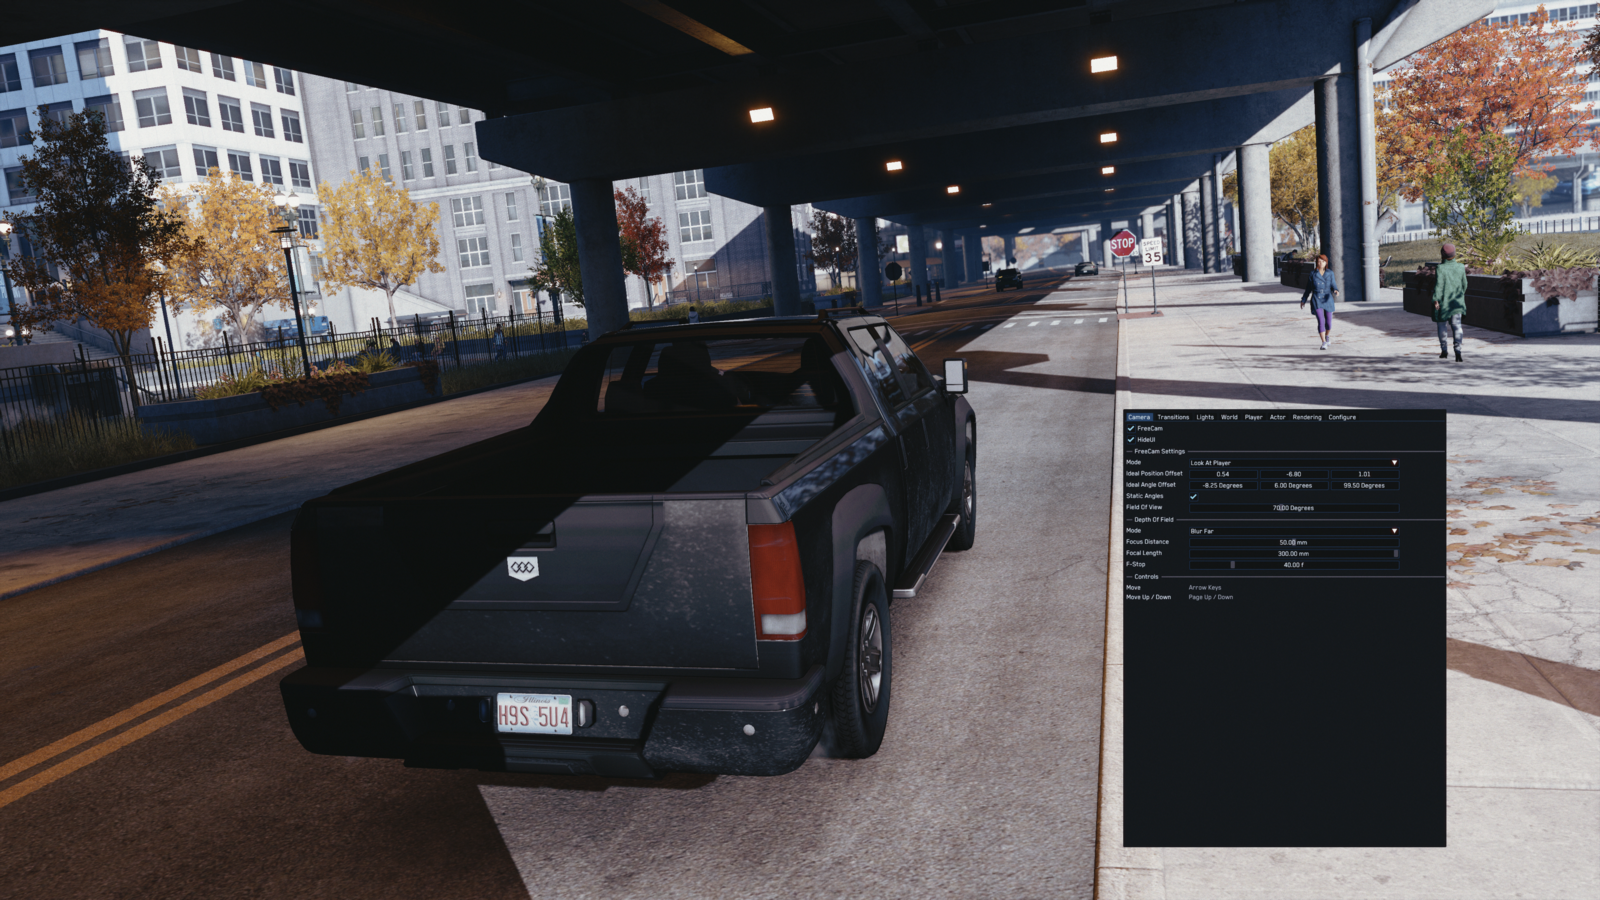 STOP
SPEED
LIMIT
35
Camera Transitions Lights World Player Actor Rendering Configure
FreeCam
HideUI
FreeCam Settings
Mode Look At Player
Ideal Position Offset 0.54 -6.80 1.01
Ideal Angle Offset -8.25 Degrees 6.00 Degrees 99.50 Degrees
Static Angles
Field Of View 70.00 Degrees
Depth Of Field
Mode Blur Far
Focus Distance 50.00 mm
Focal Length 300.00 mm
F-Stop 40.00 f
Controls
Move Arrow Keys
Move Up / Down Page Up / Down
Illinois
H9S 5U4